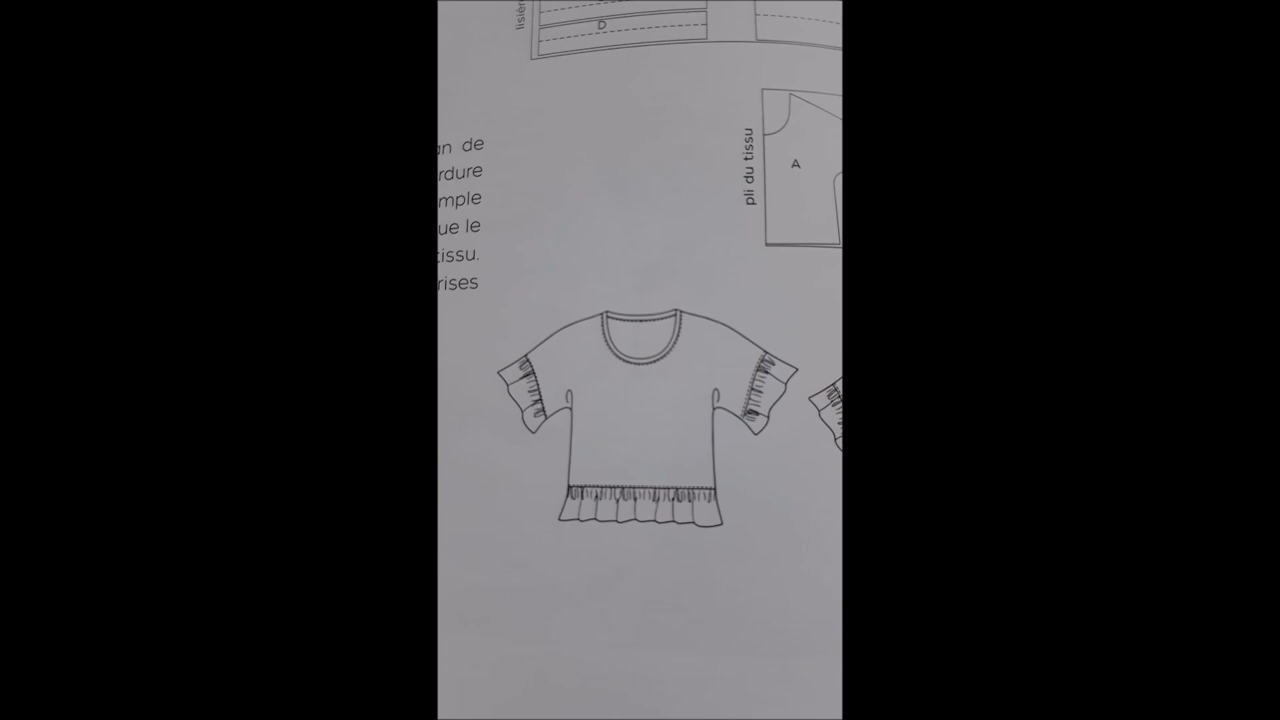 lisière
D
pli du tissu
A
an de
rdure
mple
ue le
tissu.
rises